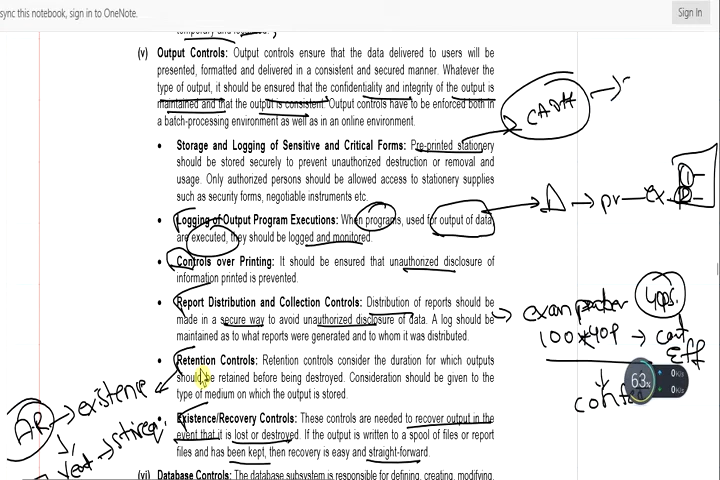 sync this notebook, sign in to OneNote.
Sign in
(v) Output Controls: Output controls ensure that the data delivered to users will be
presented, formatted and delivered in a consistent and secured manner. Whatever the
type of output, it should be ensured that the confidentiality and integrity of the output is
maintained and that the output is consistent. Output controls have to be enforced both in
a batch-processing environment as well as in an online environment.
• Storage and Logging of Sensitive and Critical Forms: Pre-printed stationery
should be stored securely to prevent unauthorized destruction or removal and
usage. Only authorized persons should be allowed access to stationery supplies
such as security forms, negotiable instruments etc.
• Logging of Output Program Executions: When programs, used for output of data,
are executed, they should be logged and monitored.
• Controls over Printing: It should be ensured that unauthorized disclosure of
information printed is prevented.
• Report Distribution and Collection Controls: Distribution of reports should be
made in a secure way to avoid unauthorized disclosure of data. A log should be
maintained as to what reports were generated and to whom it was distributed.
100 *
• Retention Controls: Retention controls consider the duration for which outputs
should be retained before being destroyed. Consideration should be given to the
type of medium on which the output is stored.
63%
+ 0K/s
+ 0K/s
AR → existence
• Existence/Recovery Controls: These controls are needed to recover output in the
event that it is lost or destroyed. If the output is written to a spool of files or report
files and has been kept, then recovery is easy and straight-forward.
(vi) Database Controls: The database subsystem is responsible for defining, creating, modifying,